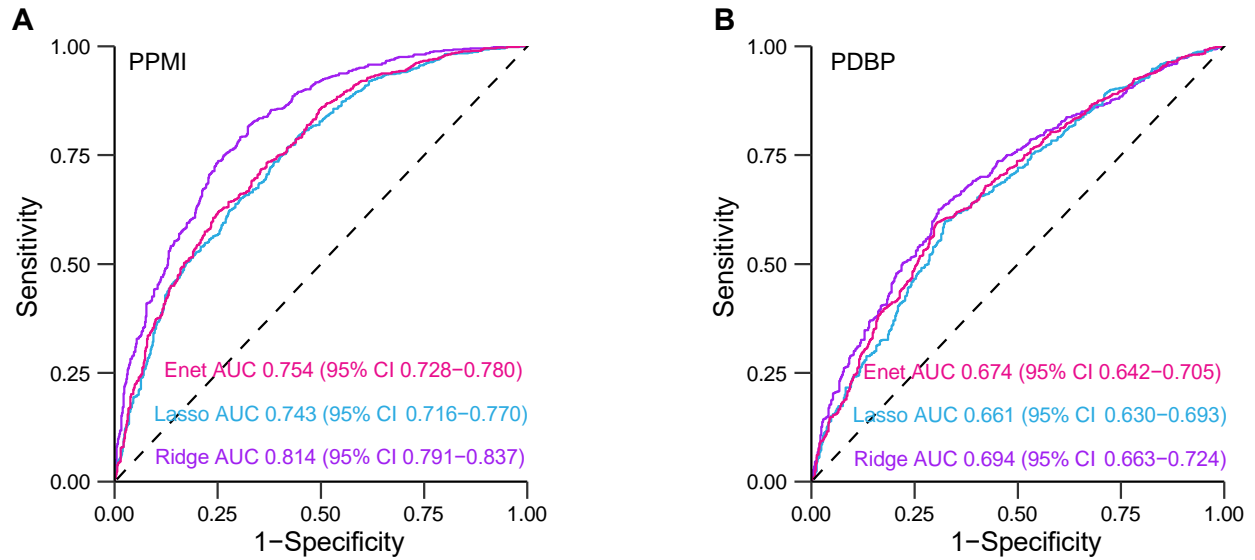 A
PPMI
1.00
0.75
0.50
0.25
0.00
Sensitivity
Enet AUC 0.754 (95% CI 0.728−0.780)
Lasso AUC 0.743 (95% CI 0.716−0.770)
Ridge AUC 0.814 (95% CI 0.791−0.837)
0.00 0.25 0.50 0.75 1.00
1−Specificity
B
PDBP
1.00
0.75
0.50
0.25
0.00
Sensitivity
Enet AUC 0.674 (95% CI 0.642−0.705)
Lasso AUC 0.661 (95% CI 0.630−0.693)
Ridge AUC 0.694 (95% CI 0.663−0.724)
0.00 0.25 0.50 0.75 1.00
1−Specificity